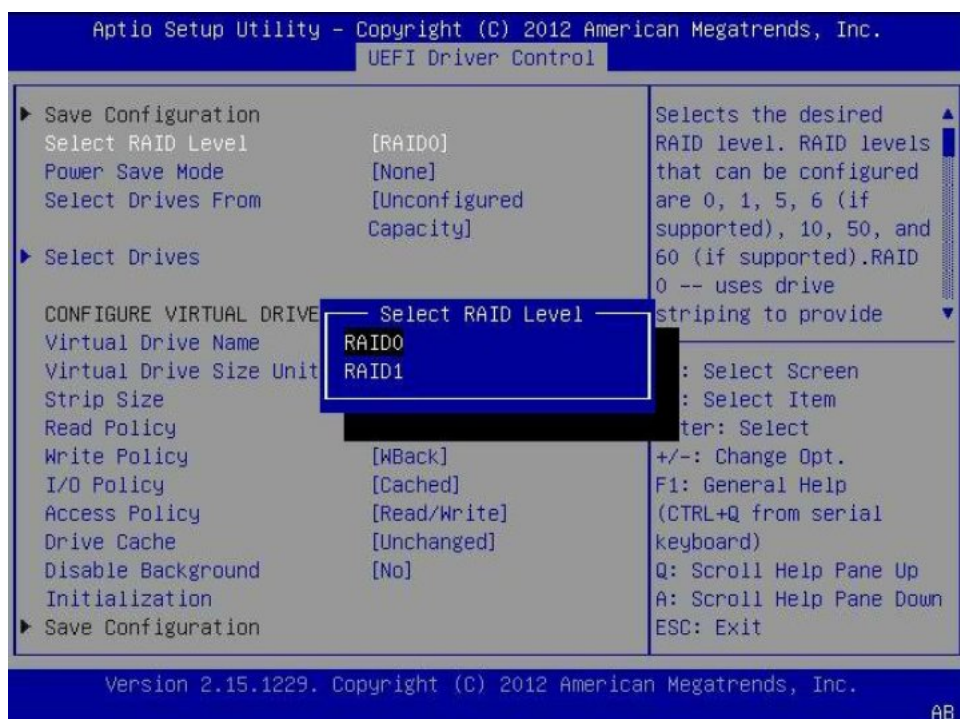 Aptio Setup Utility – Copyright (C) 2012 American Megatrends, Inc.
UEFI Driver Control
Save Configuration
Select RAID Level [RAID0]
Power Save Mode [None]
Select Drives From [Unconfigured
Capacity]
Select Drives
CONFIGURE VIRTUAL DRIVE
Virtual Drive Name
Virtual Drive Size Unit
Strip Size
Read Policy
Write Policy [WBack]
I/O Policy [Cached]
Access Policy [Read/Write]
Drive Cache [Unchanged]
Disable Background [No]
Initialization
Save Configuration
Select RAID Level
RAID0
RAID1
Selects the desired
RAID level. RAID levels
that can be configured
are 0, 1, 5, 6 (if
supported), 10, 50, and
60 (if supported).RAID
0 -- uses drive
striping to provide
: Select Screen
: Select Item
ter: Select
+/-: Change Opt.
F1: General Help
(CTRL+Q from serial
keyboard)
Q: Scroll Help Pane Up
A: Scroll Help Pane Down
ESC: Exit
Version 2.15.1229. Copyright (C) 2012 American Megatrends, Inc.
AB